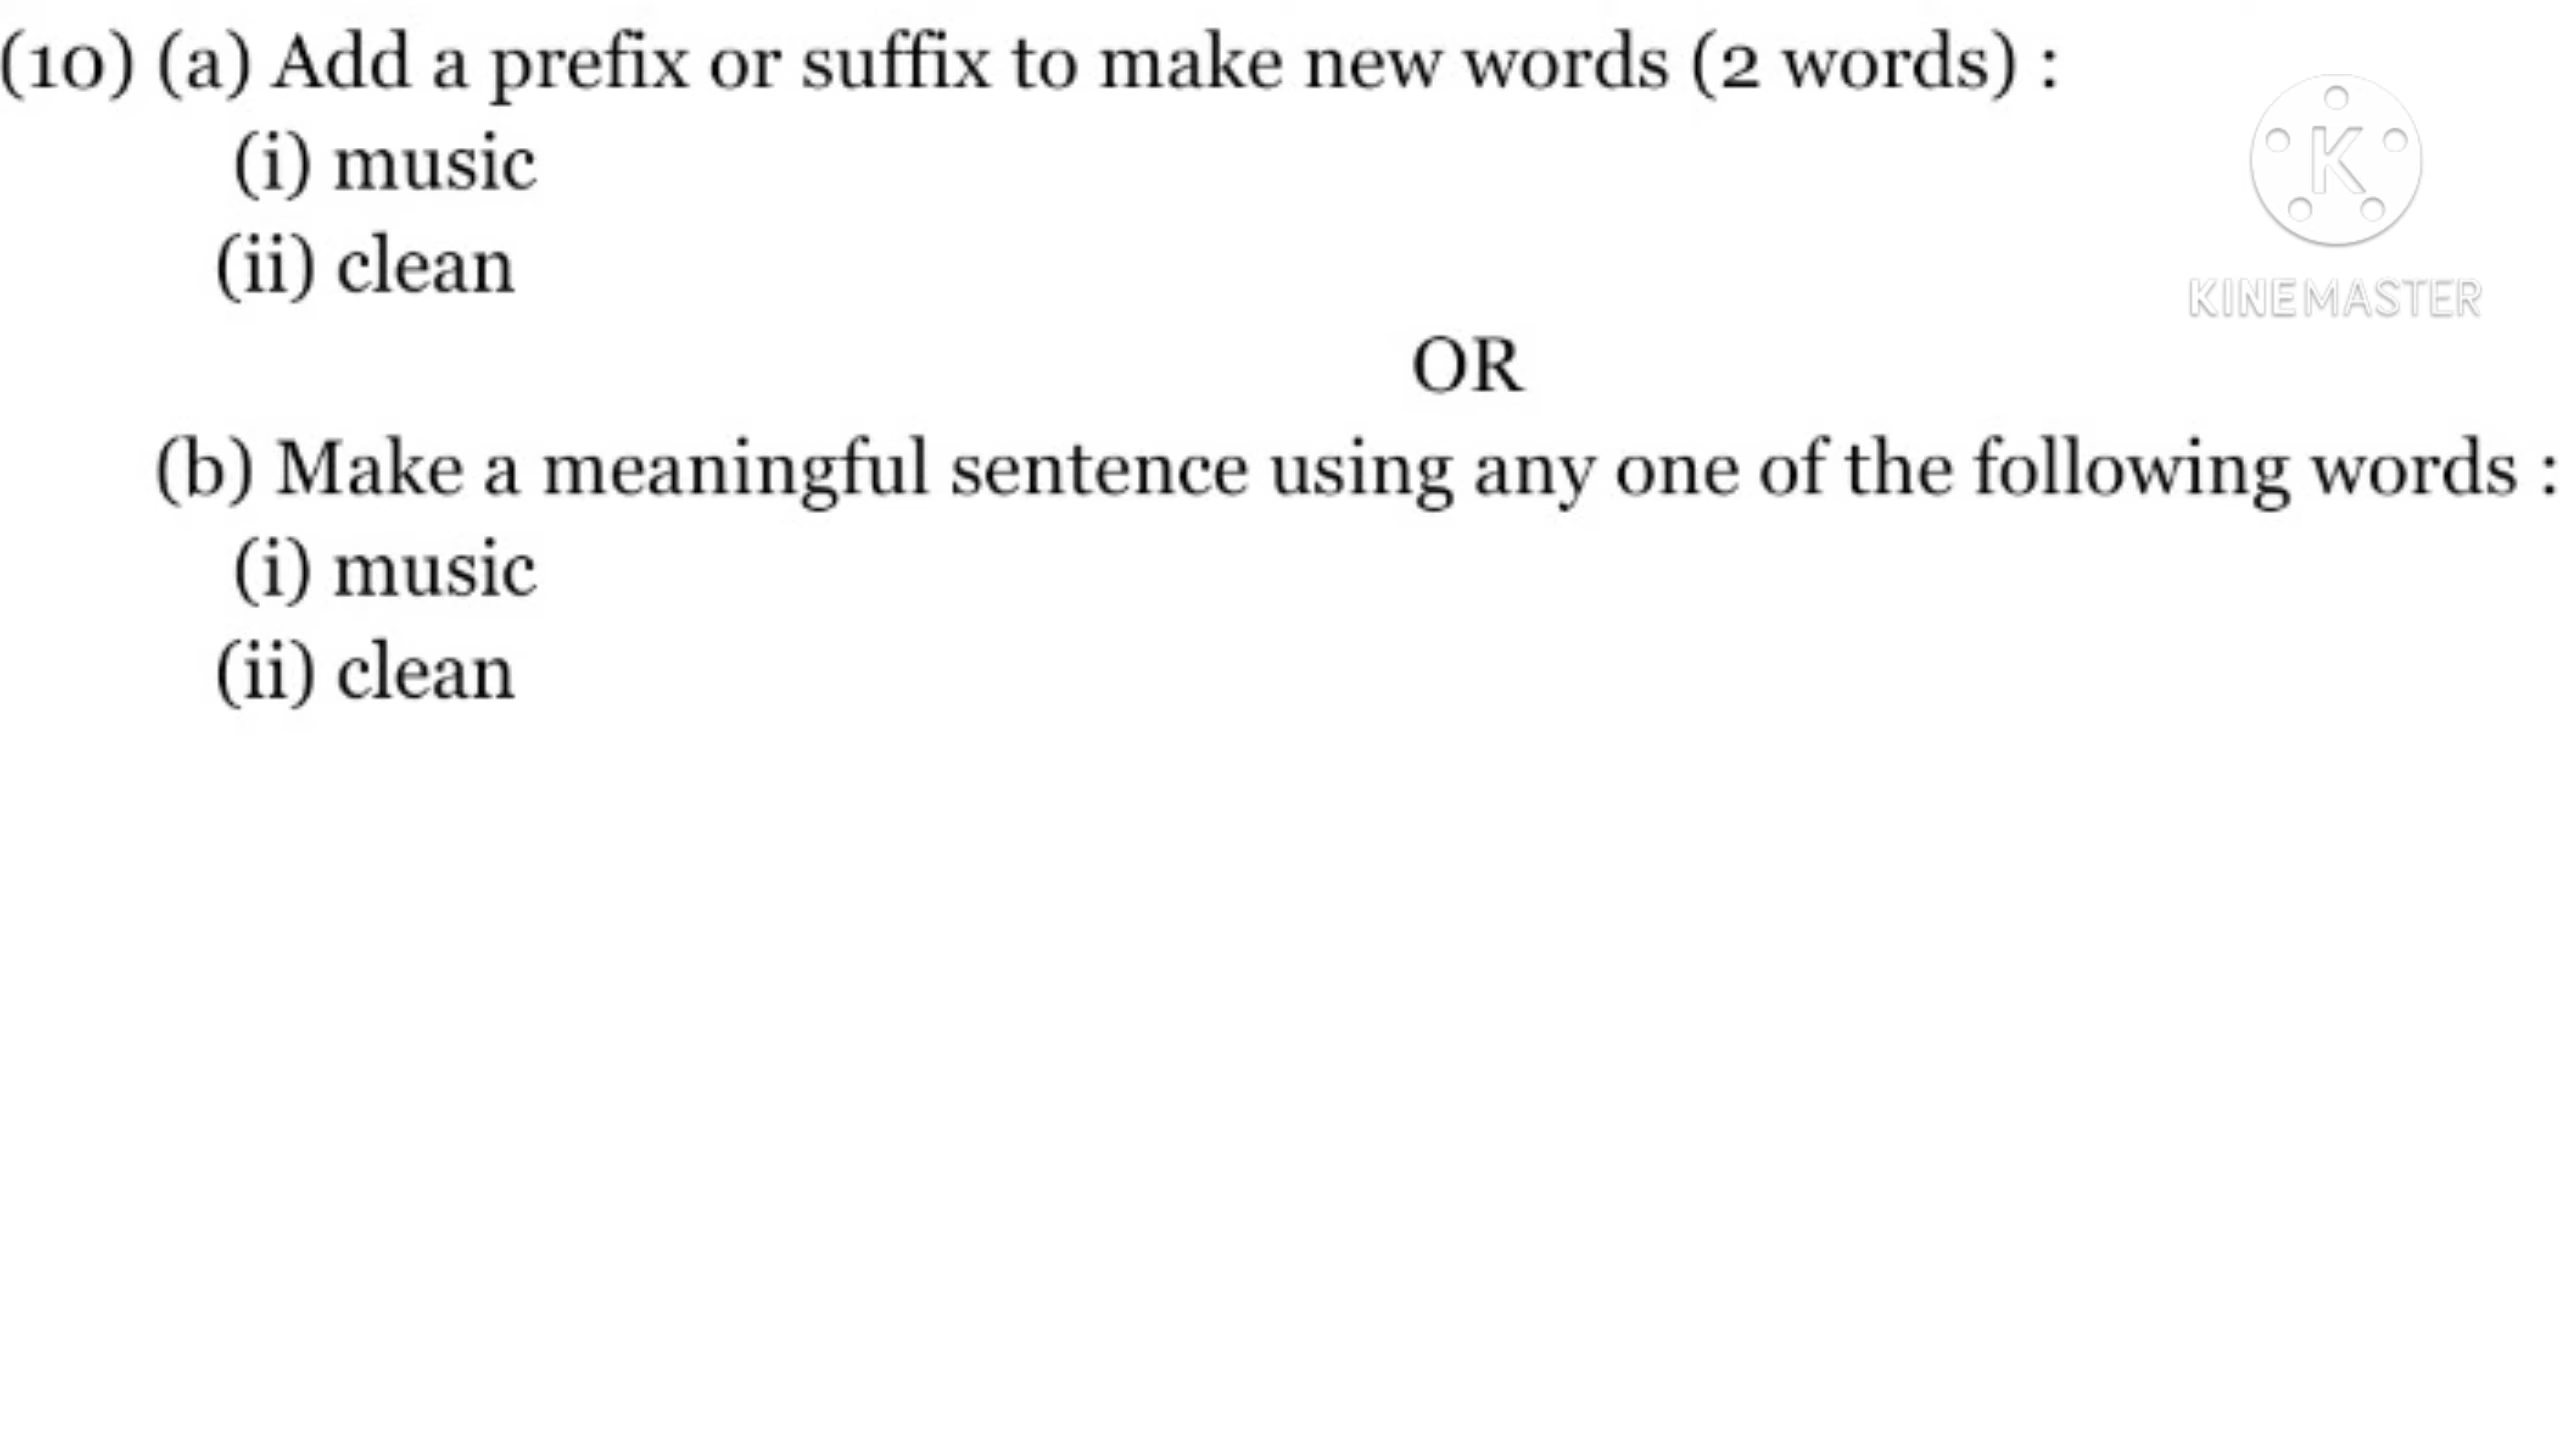 (10) (a) Add a prefix or suffix to make new words (2 words) :
(i) music
(ii) clean
K
KINEMASTER
OR
(b) Make a meaningful sentence using any one of the following words :
(i) music
(ii) clean